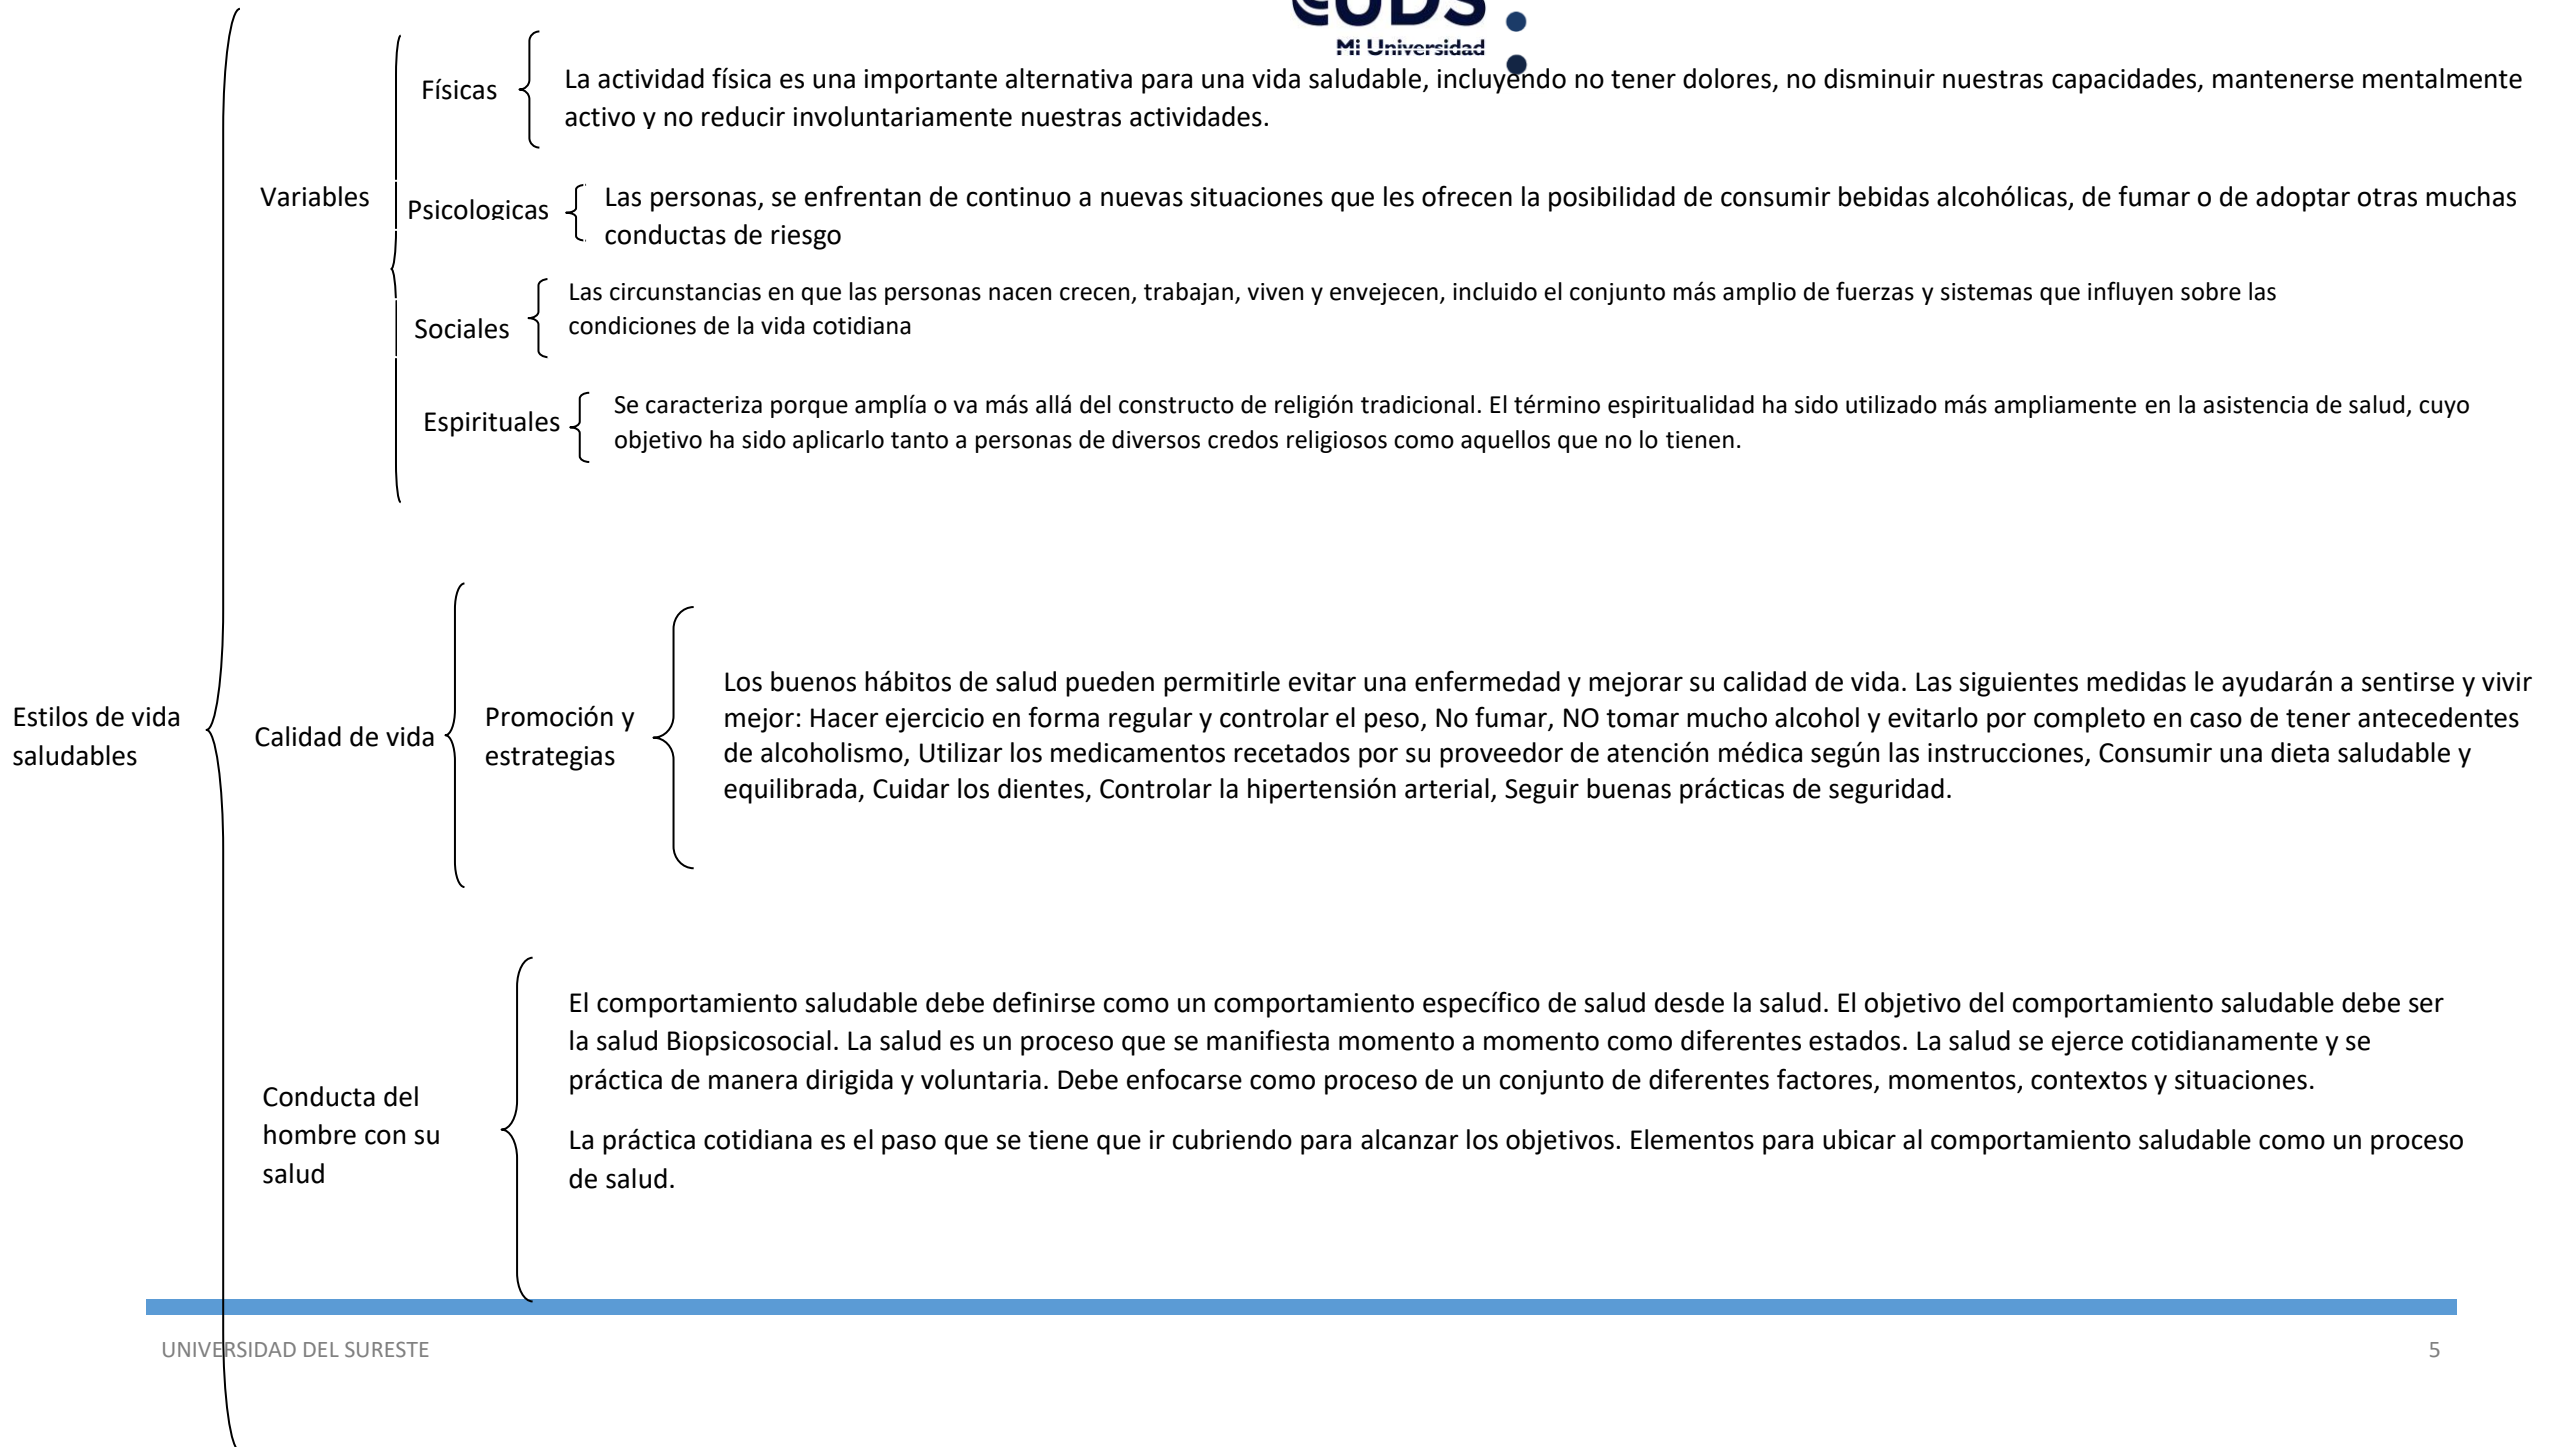 UDS
Mi Universidad
Físicas
La actividad física es una importante alternativa para una vida saludable, incluyendo no tener dolores, no disminuir nuestras capacidades, mantenerse mentalmente
activo y no reducir involuntariamente nuestras actividades.
Variables
Psicologicas
Las personas, se enfrentan de continuo a nuevas situaciones que les ofrecen la posibilidad de consumir bebidas alcohólicas, de fumar o de adoptar otras muchas
conductas de riesgo
Sociales
Las circunstancias en que las personas nacen crecen, trabajan, viven y envejecen, incluido el conjunto más amplio de fuerzas y sistemas que influyen sobre las
condiciones de la vida cotidiana
Espirituales
Se caracteriza porque amplía o va más allá del constructo de religión tradicional. El término espiritualidad ha sido utilizado más ampliamente en la asistencia de salud, cuyo
objetivo ha sido aplicarlo tanto a personas de diversos credos religiosos como aquellos que no lo tienen.
Estilos de vida
saludables
Calidad de vida
Promoción y
estrategias
Los buenos hábitos de salud pueden permitirle evitar una enfermedad y mejorar su calidad de vida. Las siguientes medidas le ayudarán a sentirse y vivir
mejor: Hacer ejercicio en forma regular y controlar el peso, No fumar, NO tomar mucho alcohol y evitarlo por completo en caso de tener antecedentes
de alcoholismo, Utilizar los medicamentos recetados por su proveedor de atención médica según las instrucciones, Consumir una dieta saludable y
equilibrada, Cuidar los dientes, Controlar la hipertensión arterial, Seguir buenas prácticas de seguridad.
Conducta del
hombre con su
salud
El comportamiento saludable debe definirse como un comportamiento específico de salud desde la salud. El objetivo del comportamiento saludable debe ser
la salud Biopsicosocial. La salud es un proceso que se manifiesta momento a momento como diferentes estados. La salud se ejerce cotidianamente y se
práctica de manera dirigida y voluntaria. Debe enfocarse como proceso de un conjunto de diferentes factores, momentos, contextos y situaciones.
La práctica cotidiana es el paso que se tiene que ir cubriendo para alcanzar los objetivos. Elementos para ubicar al comportamiento saludable como un proceso
de salud.
UNIVERSIDAD DEL SURESTE
5